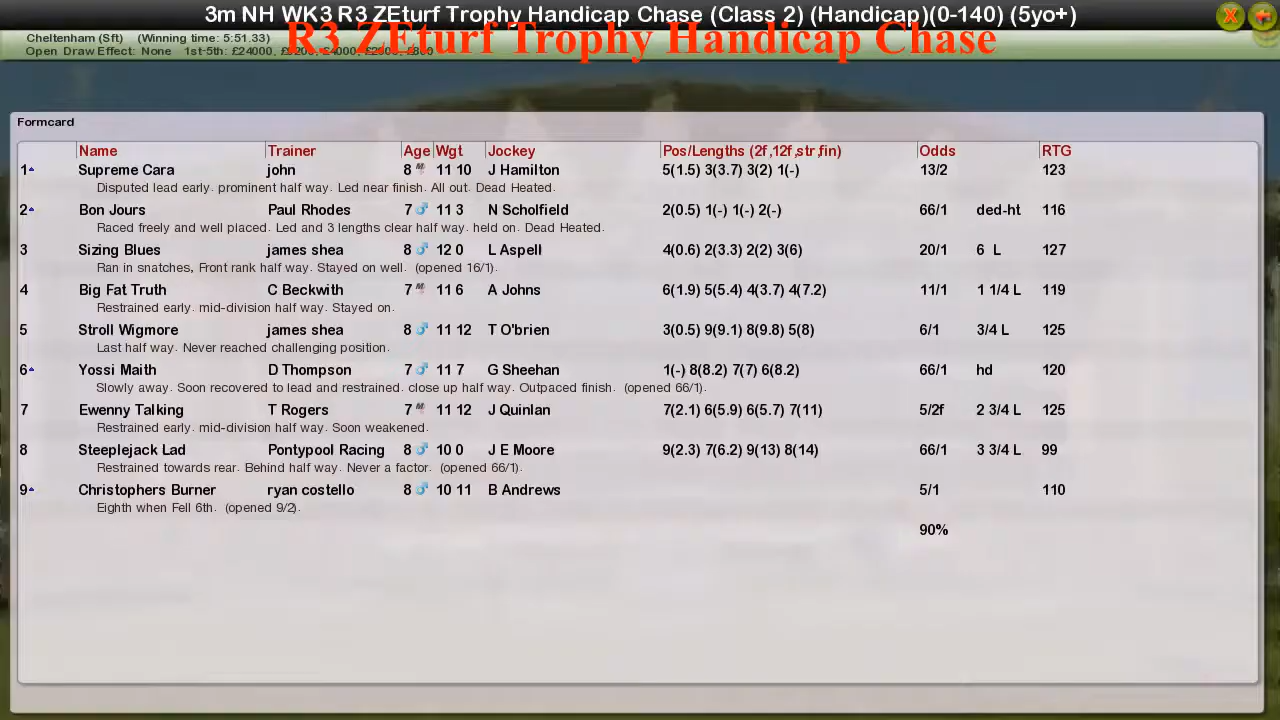 3m NH WK3 R3 ZEturf Trophy Handicap Chase (Class 2) (Handicap)(0-140) (5yo+)
Cheltenham (Sft) (Winning time: 5:51.33)
R3 ZEturf Trophy Handicap Chase
Open Draw Effect: None 1st-5th: £24000,
Formcard
Name Trainer Age Wgt Jockey Pos/Lengths (2f,12f,str,fin) Odds RTG
1 Supreme Cara john 8 11 10 J Hamilton 5(1.5) 3(3.7) 3(2) 1(-) 13/2 123
Disputed lead early. prominent half way. Led near finish. All out. Dead Heated.
2 Bon Jours Paul Rhodes 7 11 3 N Scholfield 2(0.5) 1(-) 1(-) 2(-) 66/1 ded-ht 116
Raced freely and well placed. Led and 3 lengths clear half way. held on. Dead Heated.
3 Sizing Blues james shea 8 12 0 L Aspell 4(0.6) 2(3.3) 2(2) 3(6) 20/1 6 L 127
Ran in snatches, Front rank half way. Stayed on well. (opened 16/1).
4 Big Fat Truth C Beckwith 7 11 6 A Johns 6(1.9) 5(5.4) 4(3.7) 4(7.2) 11/1 1 1/4 L 119
Restrained early. mid-division half way. Stayed on.
5 Stroll Wigmore james shea 8 11 12 T O'brien 3(0.5) 9(9.1) 8(9.8) 5(8) 6/1 3/4 L 125
Last half way. Never reached challenging position.
6 Yossi Maith D Thompson 7 11 7 G Sheehan 1(-) 8(8.2) 7(7) 6(8.2) 66/1 hd 120
Slowly away. Soon recovered to lead and restrained. close up half way. Outpaced finish. (opened 66/1).
7 Ewenny Talking T Rogers 7 11 12 J Quinlan 7(2.1) 6(5.9) 6(5.7) 7(11) 5/2f 2 3/4 L 125
Restrained early. mid-division half way. Soon weakened.
8 Steeplejack Lad Pontypool Racing 8 10 0 J E Moore 9(2.3) 7(6.2) 9(13) 8(14) 66/1 3 3/4 L 99
Restrained towards rear. Behind half way. Never a factor. (opened 66/1).
9 Christophers Burner ryan costello 8 10 11 B Andrews 5/1 110
Eighth when Fell 6th. (opened 9/2).
90%